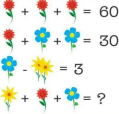 + + = 60
+ + = 30
- = 3
+ + = ?